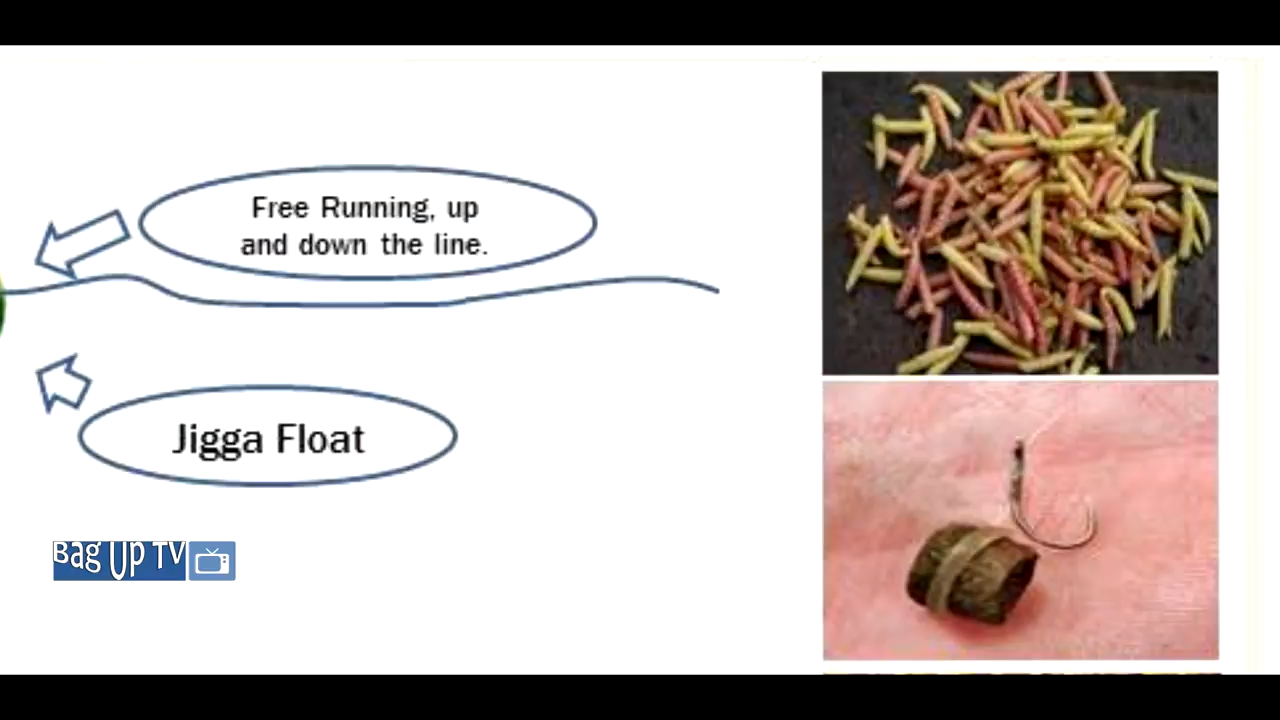 Free Running, up
and down the line.
Jigga Float
Bag Up TV